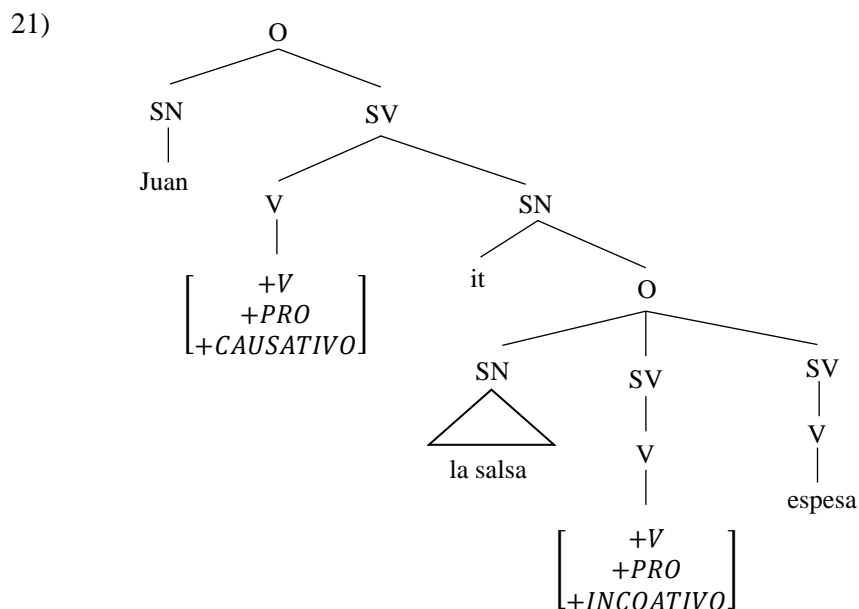 21)
O
SN SV
Juan
V SN
it
O
+V
+PRO
+CAUSATIVO
SN SV SV
V V
la salsa
espesa
+V
+PRO
+INCOATIVO